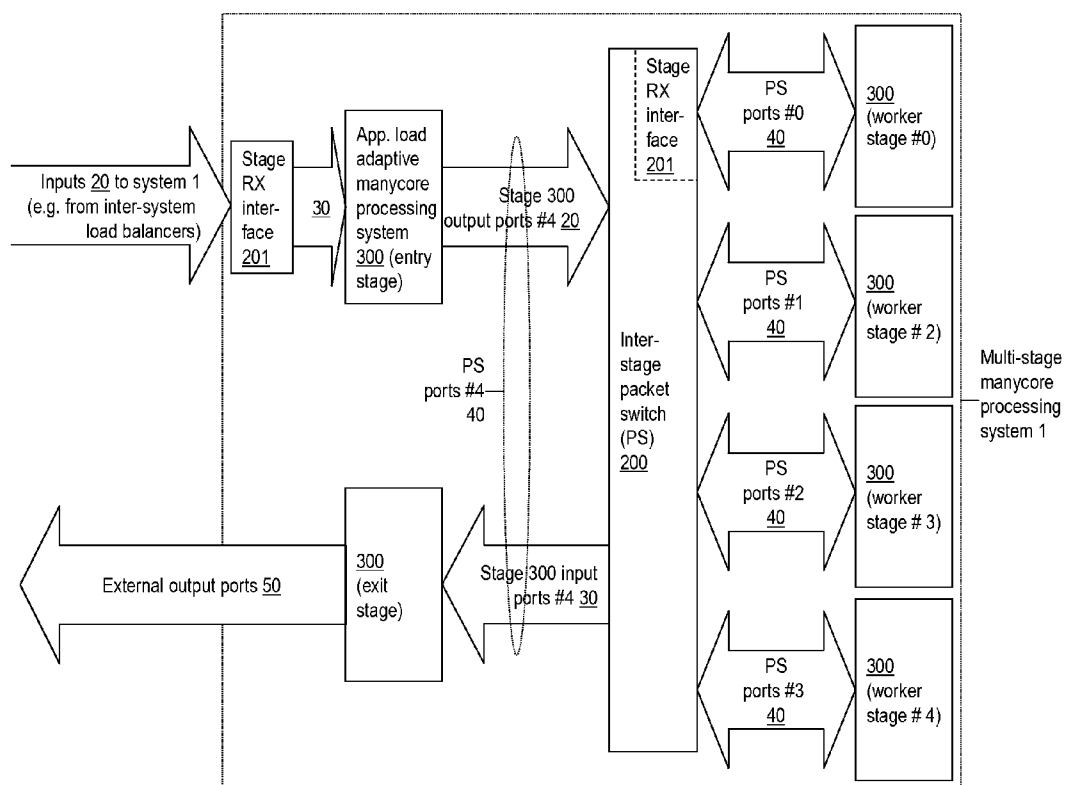 Inputs 20 to system 1
(e.g. from inter-system
load balancers)
Stage
RX
inter-
face
201
30
App. load
adaptive
manycore
processing
system
300 (entry
stage)
Stage 300
output ports #4 20
PS
ports #4
40
Inter-
stage
packet
switch
(PS)
200
Stage
RX
inter-
face
201
PS
ports #0
40
300
(worker
stage #0)
PS
ports #1
40
300
(worker
stage # 2)
PS
ports #2
40
300
(worker
stage # 3)
PS
ports #3
40
300
(worker
stage # 4)
Multi-stage
manycore
processing
system 1
External output ports 50
300
(exit
stage)
Stage 300 input
ports #4 30